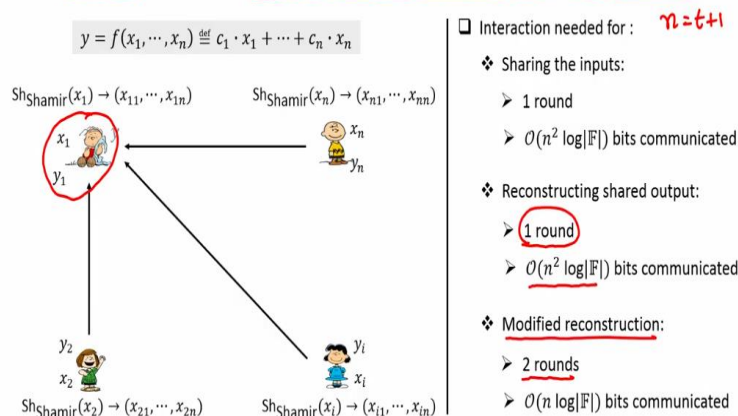 y = f(x₁, ⋯, xₙ) ≝ c₁ · x₁ + ⋯ + cₙ · xₙ
Sh_Shamir(x₁) → (x₁₁, ⋯, x₁ₙ)
Sh_Shamir(xₙ) → (xₙ₁, ⋯, xₙₙ)
x₁
y₁
xₙ
yₙ
y₂
x₂
yᵢ
xᵢ
Sh_Shamir(x₂) → (x₂₁, ⋯, x₂ₙ)
Sh_Shamir(xᵢ) → (xᵢ₁, ⋯, xᵢₙ)
n=t+1
❑ Interaction needed for :
❖ Sharing the inputs:
➢ 1 round
➢ 𝒪(n² log|𝔽|) bits communicated
❖ Reconstructing shared output:
➢ 1 round
➢ 𝒪(n² log|𝔽|) bits communicated
❖ Modified reconstruction:
➢ 2 rounds
➢ 𝒪(n log|𝔽|) bits communicated